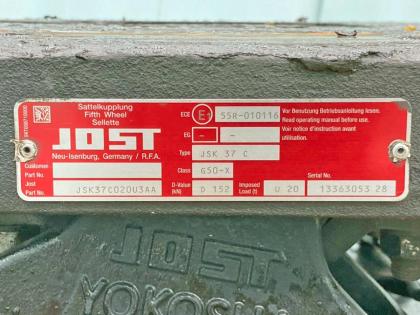 Sattelkupplung
Fifth Wheel
Sellette
JOST
Neu-Isenburg, Germany / R.F.A.
Customer
Part No.
Jost
Part No.
JSK37C020U3AA
ECE
E1
55R-010116
EG
-
-
Type
JSK 37 C
Class
G50-X
D-Value
(kN)
D 152
Imposed
Load (t)
U 20
Vor Benutzung Betriebsanleitung lesen.
Read operating manual before use.
Voir notice d'instruction avant
utilisation.
Serial No.
13363053 28
JOST